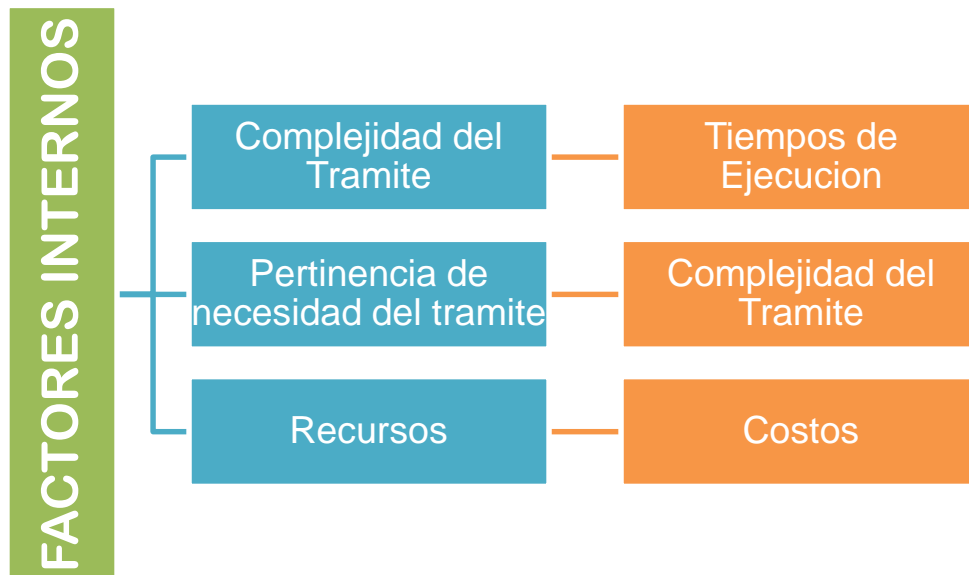 FACTORES INTERNOS
Complejidad del
Tramite
Tiempos de
Ejecucion
Pertinencia de
necesidad del tramite
Complejidad del
Tramite
Recursos
Costos